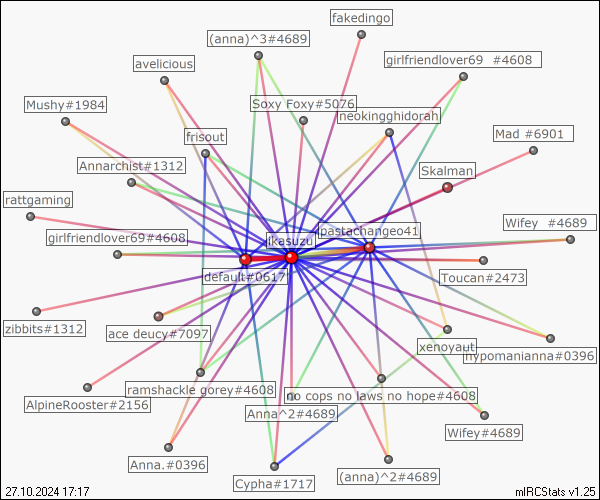 fakedingo
(anna)^3#4689
girlfriendlover69 #4608
avelicious
Mushy#1984
Soxy Foxy#5076
neokingghidorah
Mad #6901
frisout
Annarchist#1312
Skalman
rattgaming
Wifey #4689
pastachangeo41
ikasuzu
girlfriendlover69#4608
default#0617
Toucan#2473
zibbits#1312
ace deucy#7097
xenoyaut
hypomanianna#0396
ramshackle gorey#4608
no cops no laws no hope#4608
AlpineRooster#2156
Anna^2#4689
Wifey#4689
Anna.#0396
Cypha#1717
(anna)^2#4689
27.10.2024 17:17
mIRCStats v1.25